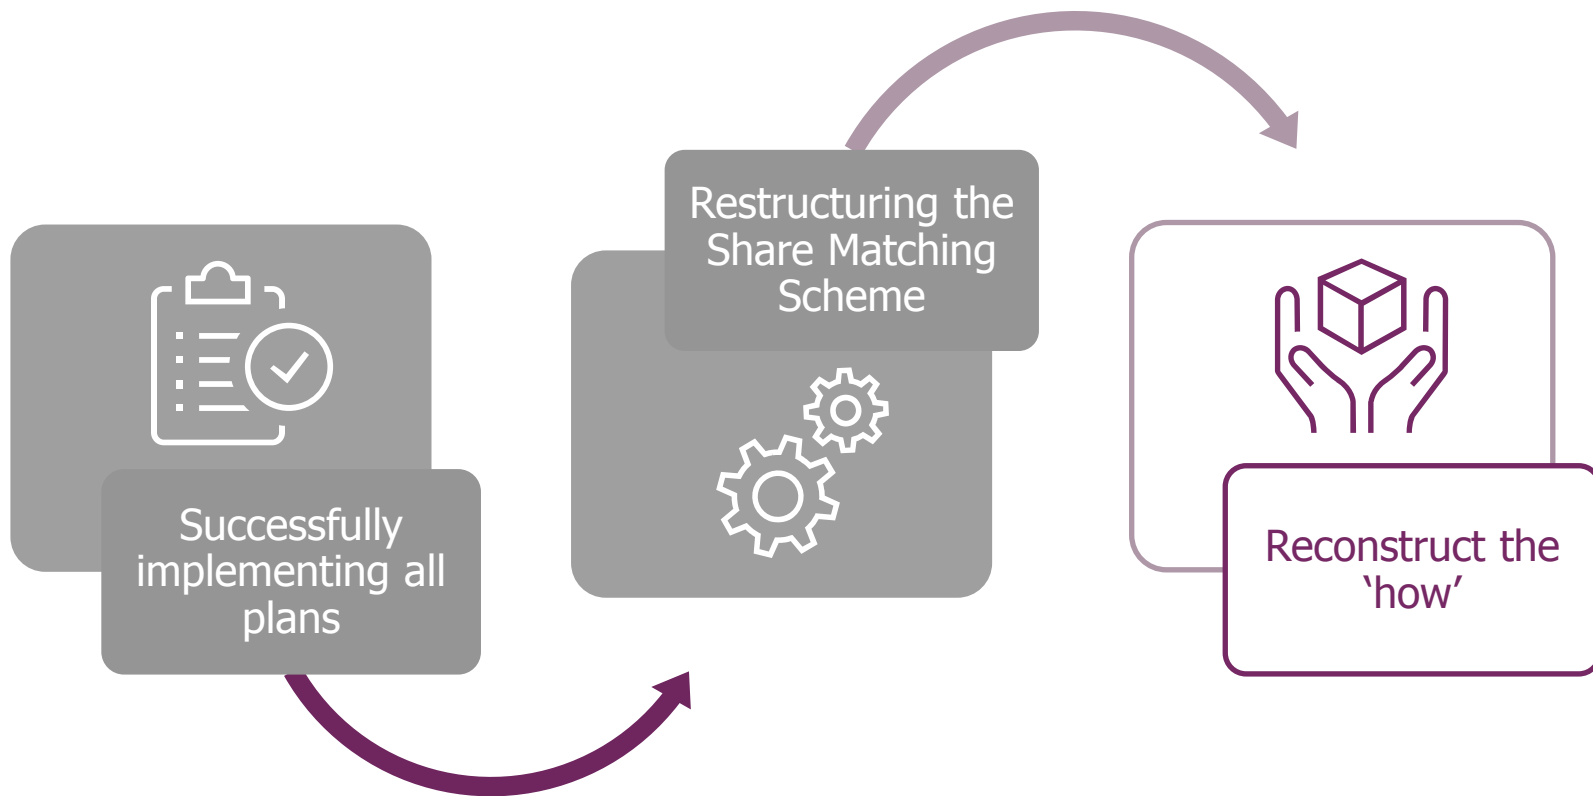 Successfully
implementing all
plans
Restructuring the
Share Matching
Scheme
Reconstruct the
‘how’